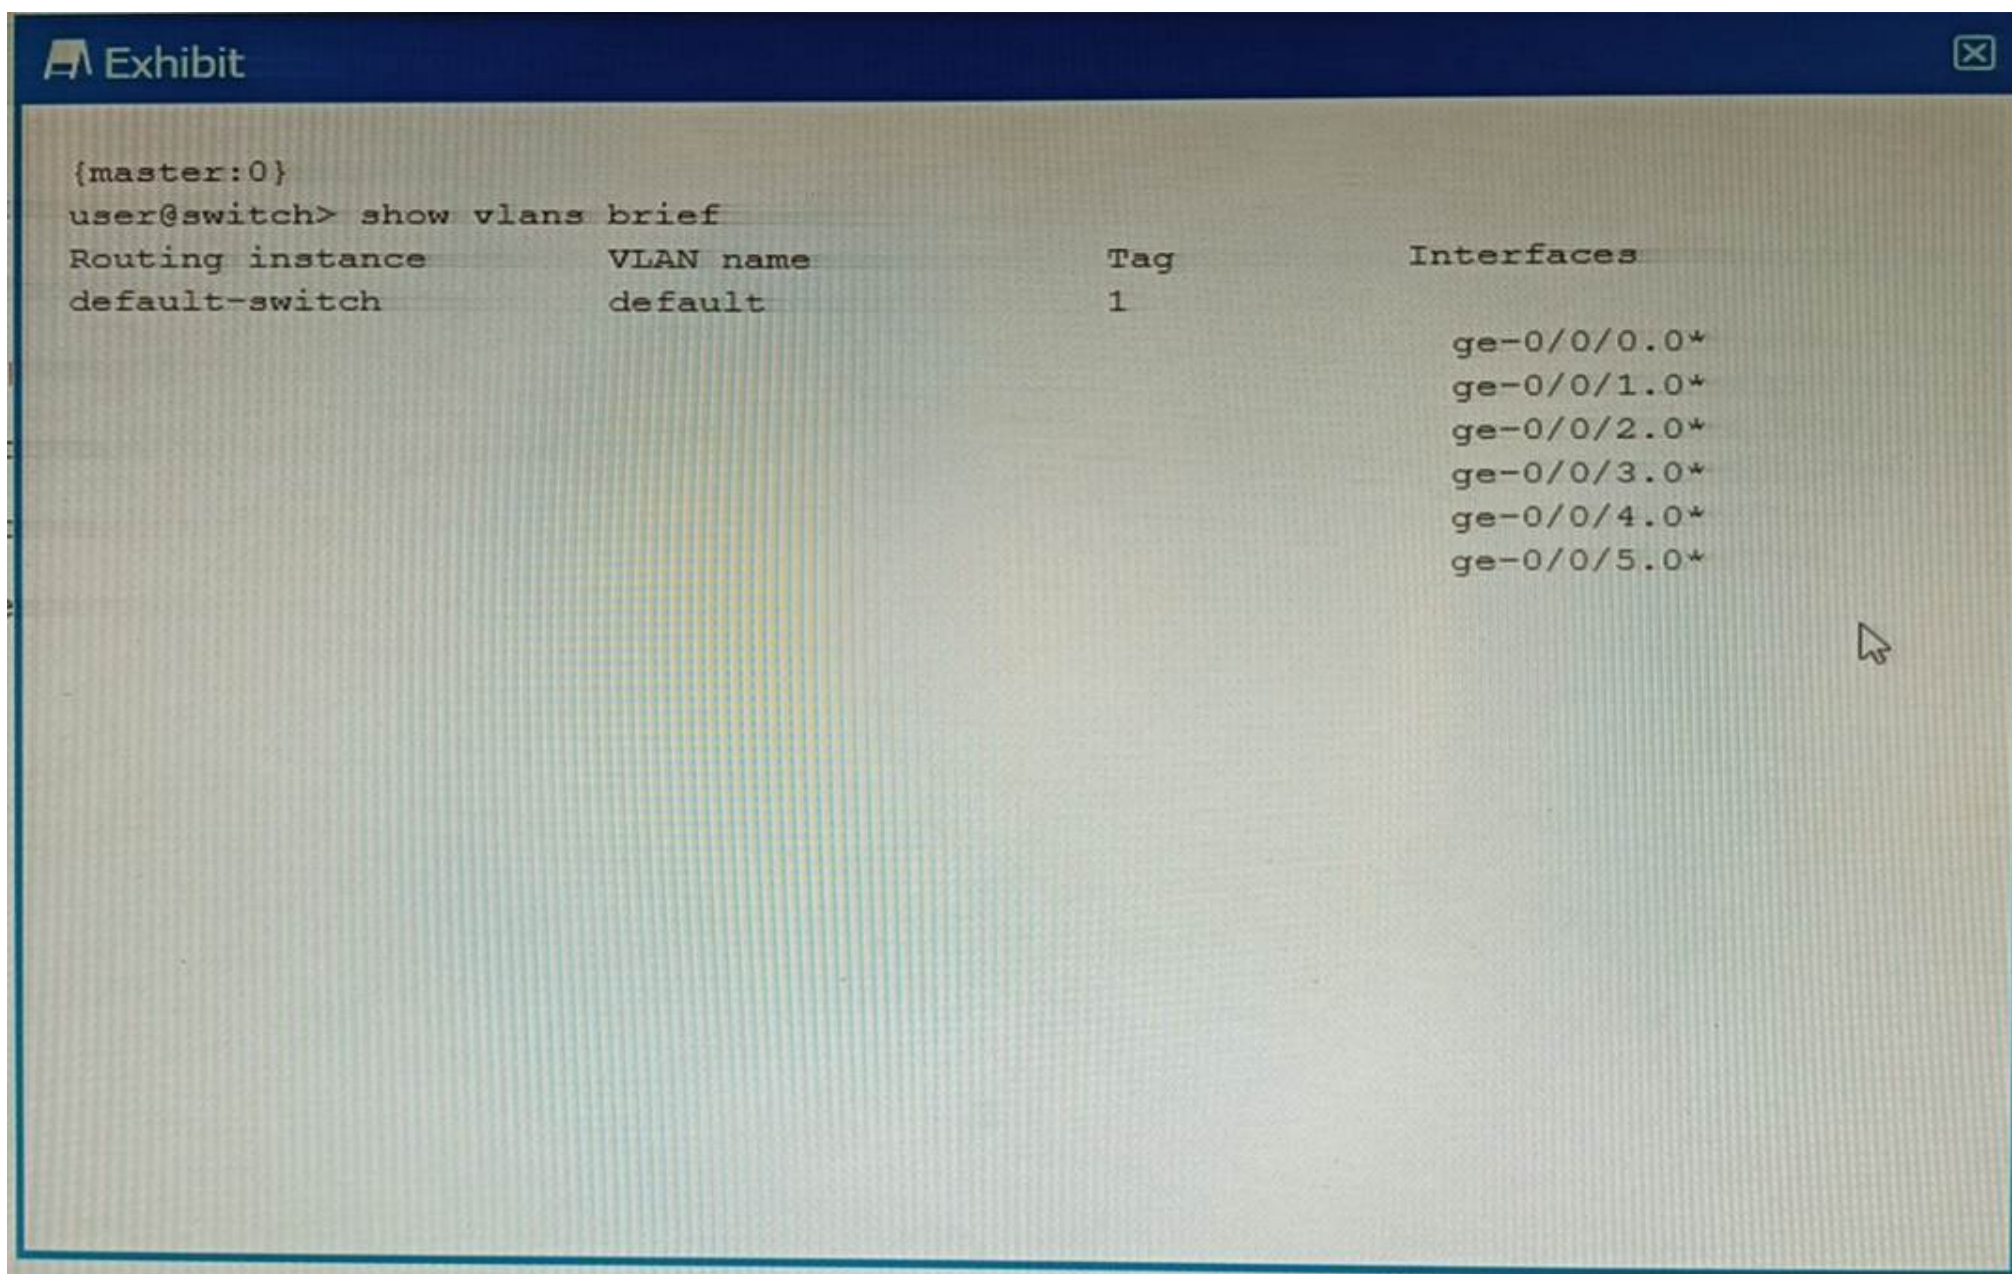 Exhibit
{master:0}
user@switch> show vlans brief
Routing instance VLAN name Tag Interfaces
default-switch default 1
ge-0/0/0.0*
ge-0/0/1.0*
ge-0/0/2.0*
ge-0/0/3.0*
ge-0/0/4.0*
ge-0/0/5.0*